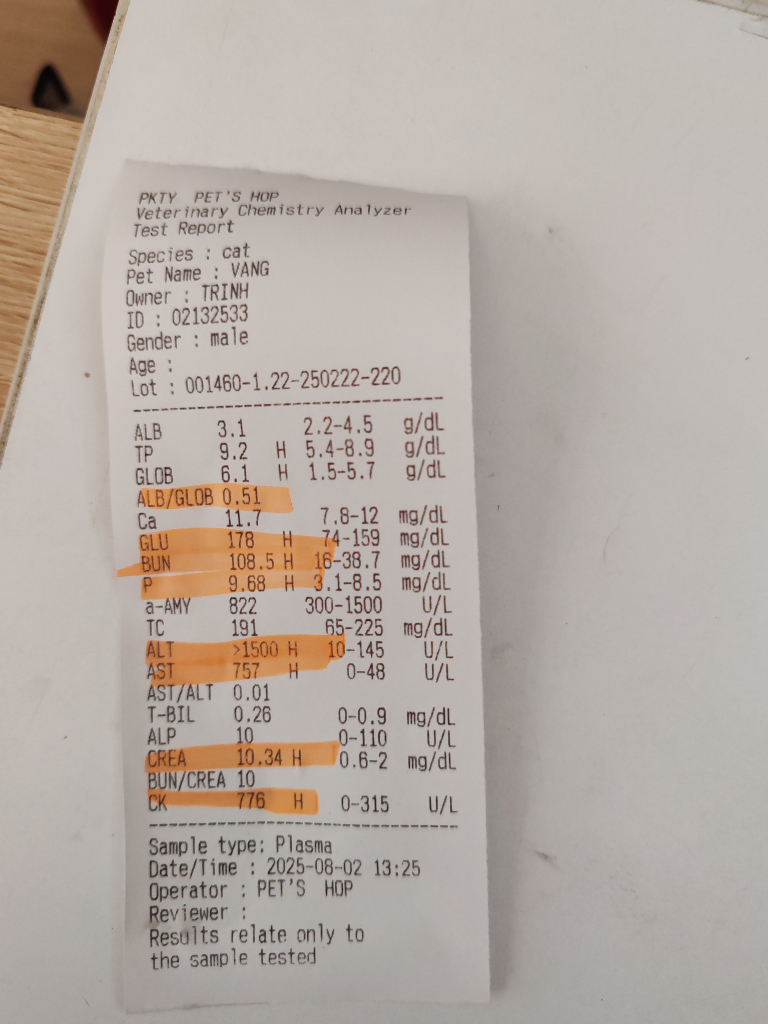 PKTY PET'S HOP
Veterinary Chemistry Analyzer
Test Report
Species : cat
Pet Name : VANG
Owner : TRINH
ID : 02132533
Gender : male
Age :
Lot : 001460-1.22-250222-220
ALB 3.1 2.2-4.5 g/dL
TP 9.2 H 5.4-8.9 g/dL
GLOB 6.1 H 1.5-5.7 g/dL
ALB/GLOB 0.51
Ca 11.7 7.8-12 mg/dL
GLU 178 H 74-159 mg/dL
BUN 108.5 H 16-38.7 mg/dL
P 9.68 H 3.1-8.5 mg/dL
a-AMY 822 300-1500 U/L
TC 191 65-225 mg/dL
ALT >1500 H 10-145 U/L
AST 757 H 0-48 U/L
AST/ALT 0.01
T-BIL 0.26 0-0.9 mg/dL
ALP 10 0-110 U/L
CREA 10.34 H 0.6-2 mg/dL
BUN/CREA 10
CK 776 H 0-315 U/L
Sample type: Plasma
Date/Time : 2025-08-02 13:25
Operator : PET'S HOP
Reviewer :
Results relate only to
the sample tested